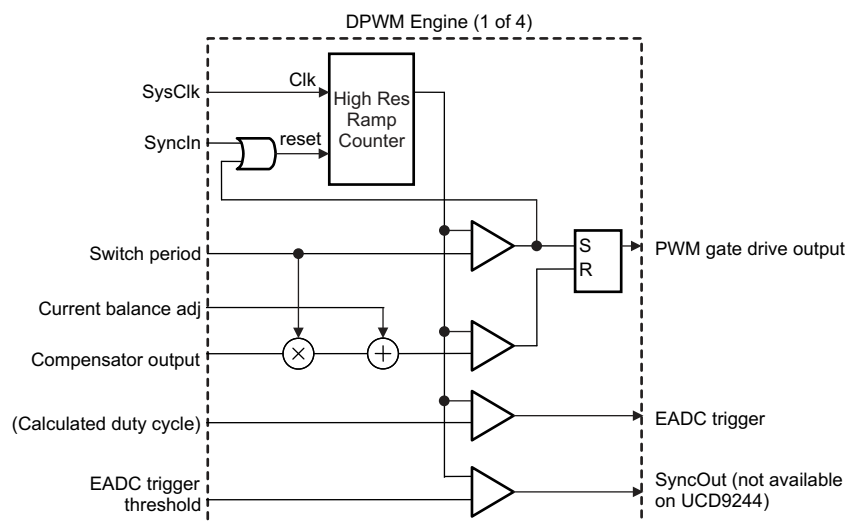 DPWM Engine (1 of 4)
SysClk
Clk
High Res
Ramp
Counter
SyncIn
reset
Switch period
S
R
PWM gate drive output
Current balance adj
Compensator output
×
+
(Calculated duty cycle)
EADC trigger
EADC trigger
threshold
SyncOut (not available
on UCD9244)